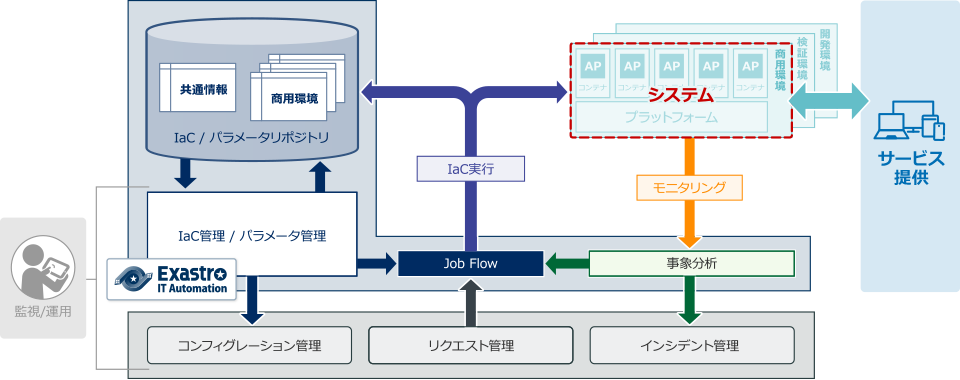 共通情報
商用環境
IaC / パラメータリポジトリ
IaC管理 / パラメータ管理
Exastro
IT Automation
監視/運用
IaC実行
Job Flow
AP
コンテナ
AP
コンテナ
AP
コンテナ
AP
コンテナ
AP
コンテナ
システム
プラットフォーム
商用環境
検証環境
開発環境
モニタリング
事象分析
サービス
提供
コンフィグレーション管理
リクエスト管理
インシデント管理